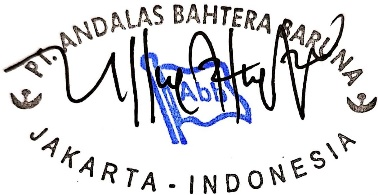 PT. ANDALAS BAHTERA BARUNA
Abb
JAKARTA - INDONESIA